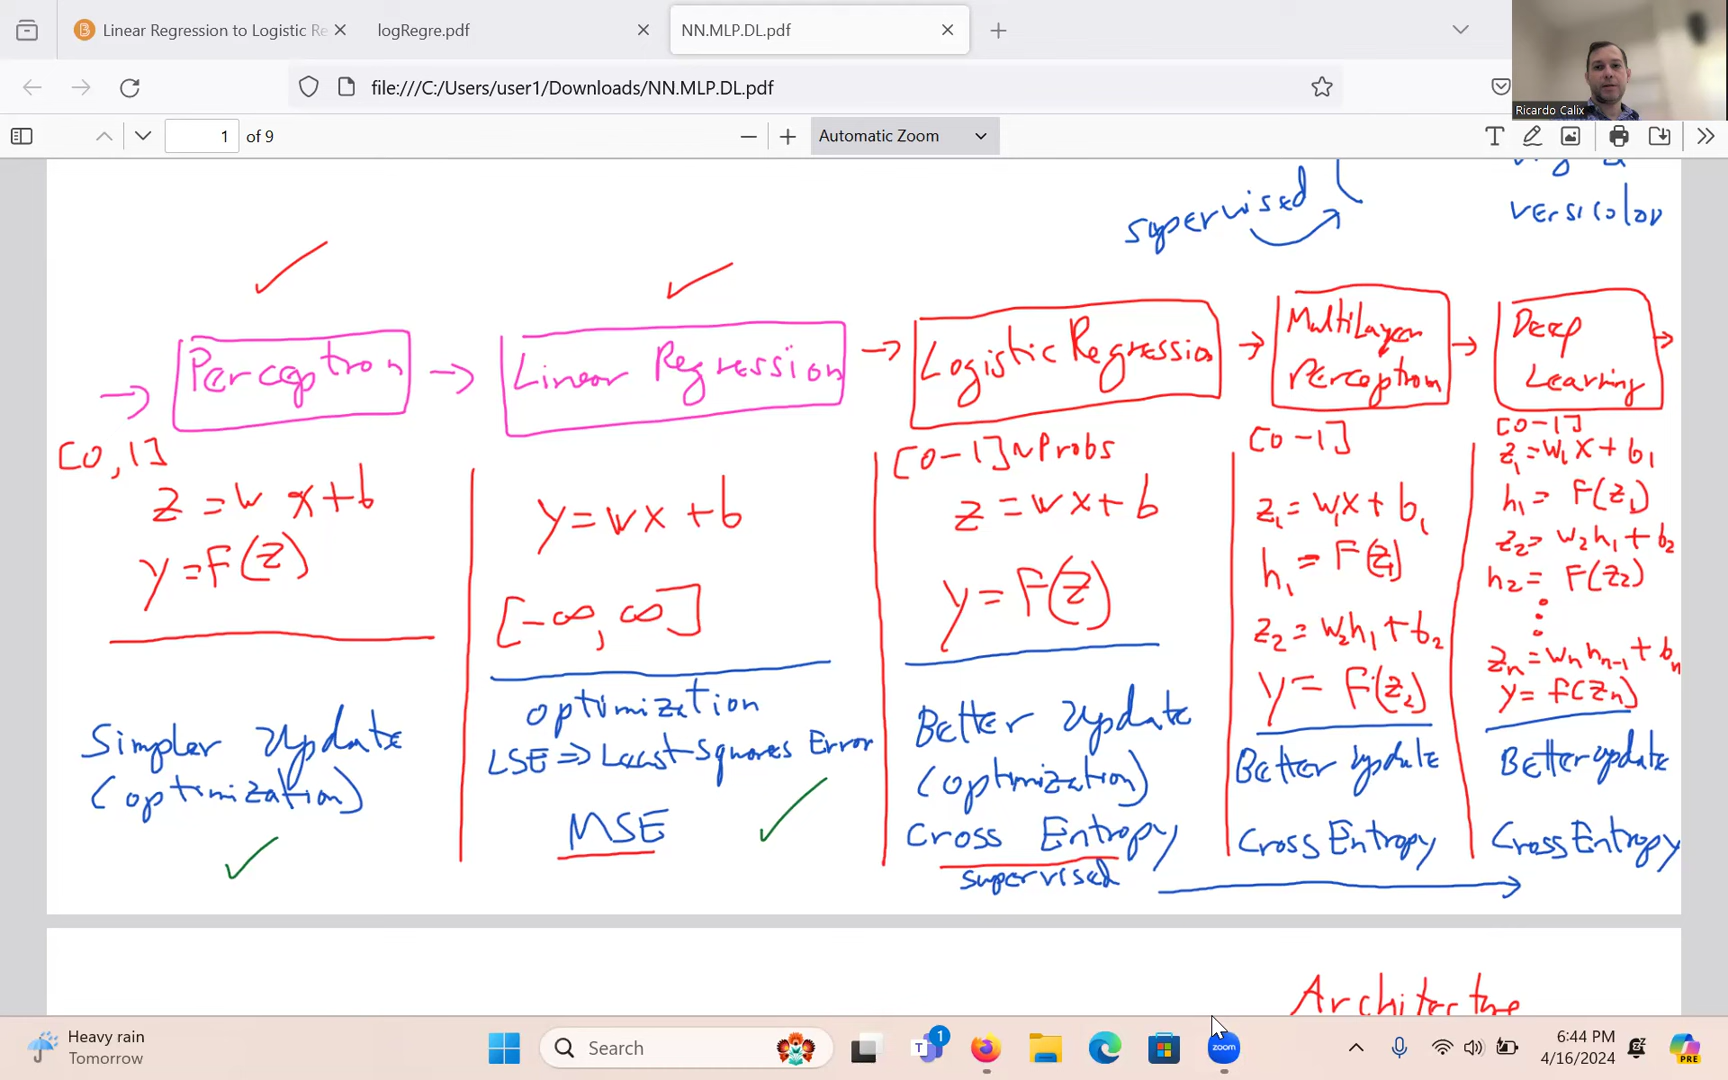 Linear Regression to Logistic Re
logRegre.pdf
NN.MLP.DL.pdf
file:///C:/Users/user1/Downloads/NN.MLP.DL.pdf
Ricardo Calix
1 of 9
Automatic Zoom
supervised
versicolor
Perceptron
Linear Regression
Logistic Regression
MultiLayer
Perceptron
Deep
Learning
[0,1]
z = w x + b
y = F(z)
Simpler Update
(optimization)
y = wx + b
[-∞, ∞]
optimization
LSE => Least Squares Error
MSE
[0-1] ~ Probs
z = wx + b
y = F(z)
Better Update
(optimization)
Cross Entropy
supervised
[0-1]
z₁ = w₁x + b₁
h₁ = F(z₁)
z₂ = w₂h₁ + b₂
y = F(z₂)
Better update
Cross Entropy
[0-1]
z₁ = w₁x + b₁
h₁ = F(z₁)
z₂ = w₂h₁ + b₂
h₂ = F(z₂)
zₙ = wₙhₙ₋₁ + bₙ
y = f(zₙ)
Better update
Cross Entropy
Architecture
Heavy rain
Tomorrow
Search
1
zoom
6:44 PM
4/16/2024
PRE